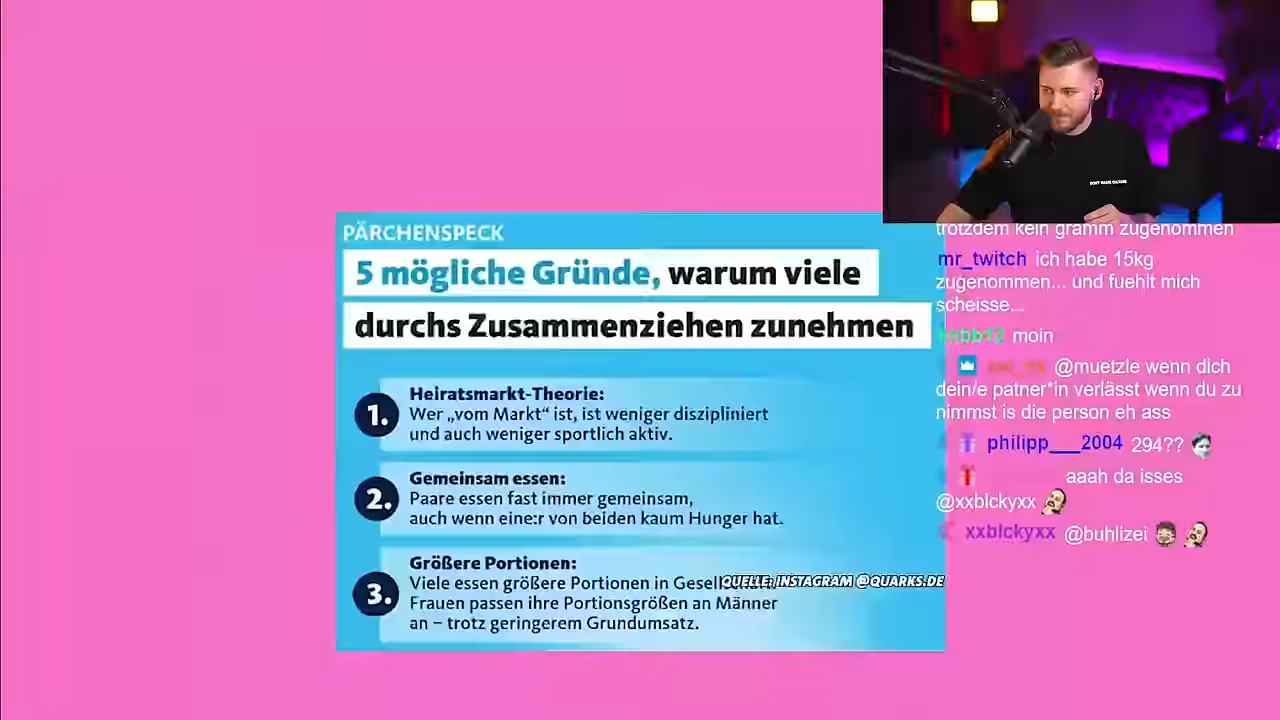 PÄRCHENSPECK
5 mögliche Gründe, warum viele
durchs Zusammenziehen zunehmen
1.
Heiratsmarkt-Theorie:
Wer „vom Markt“ ist, ist weniger diszipliniert
und auch weniger sportlich aktiv.
2.
Gemeinsam essen:
Paare essen fast immer gemeinsam,
auch wenn eine:r von beiden kaum Hunger hat.
3.
Größere Portionen:
Viele essen größere Portionen in
QUELLE: INSTAGRAM @QUARKS.DE
Frauen passen ihre Portionsgrößen an Männer
an – trotz geringerem Grundumsatz.
trotzdem kein gramm zugenommen
mr_twitch ich habe 15kg
zugenommen... und fuehlt mich
scheisse...
moin
@muetzle wenn dich
dein/e patner*in verlässt wenn du zu
nimmst is die person eh ass
philipp___2004 294??
aaah da isses
@xxblckyxx
xxblckyxx @buhlizei